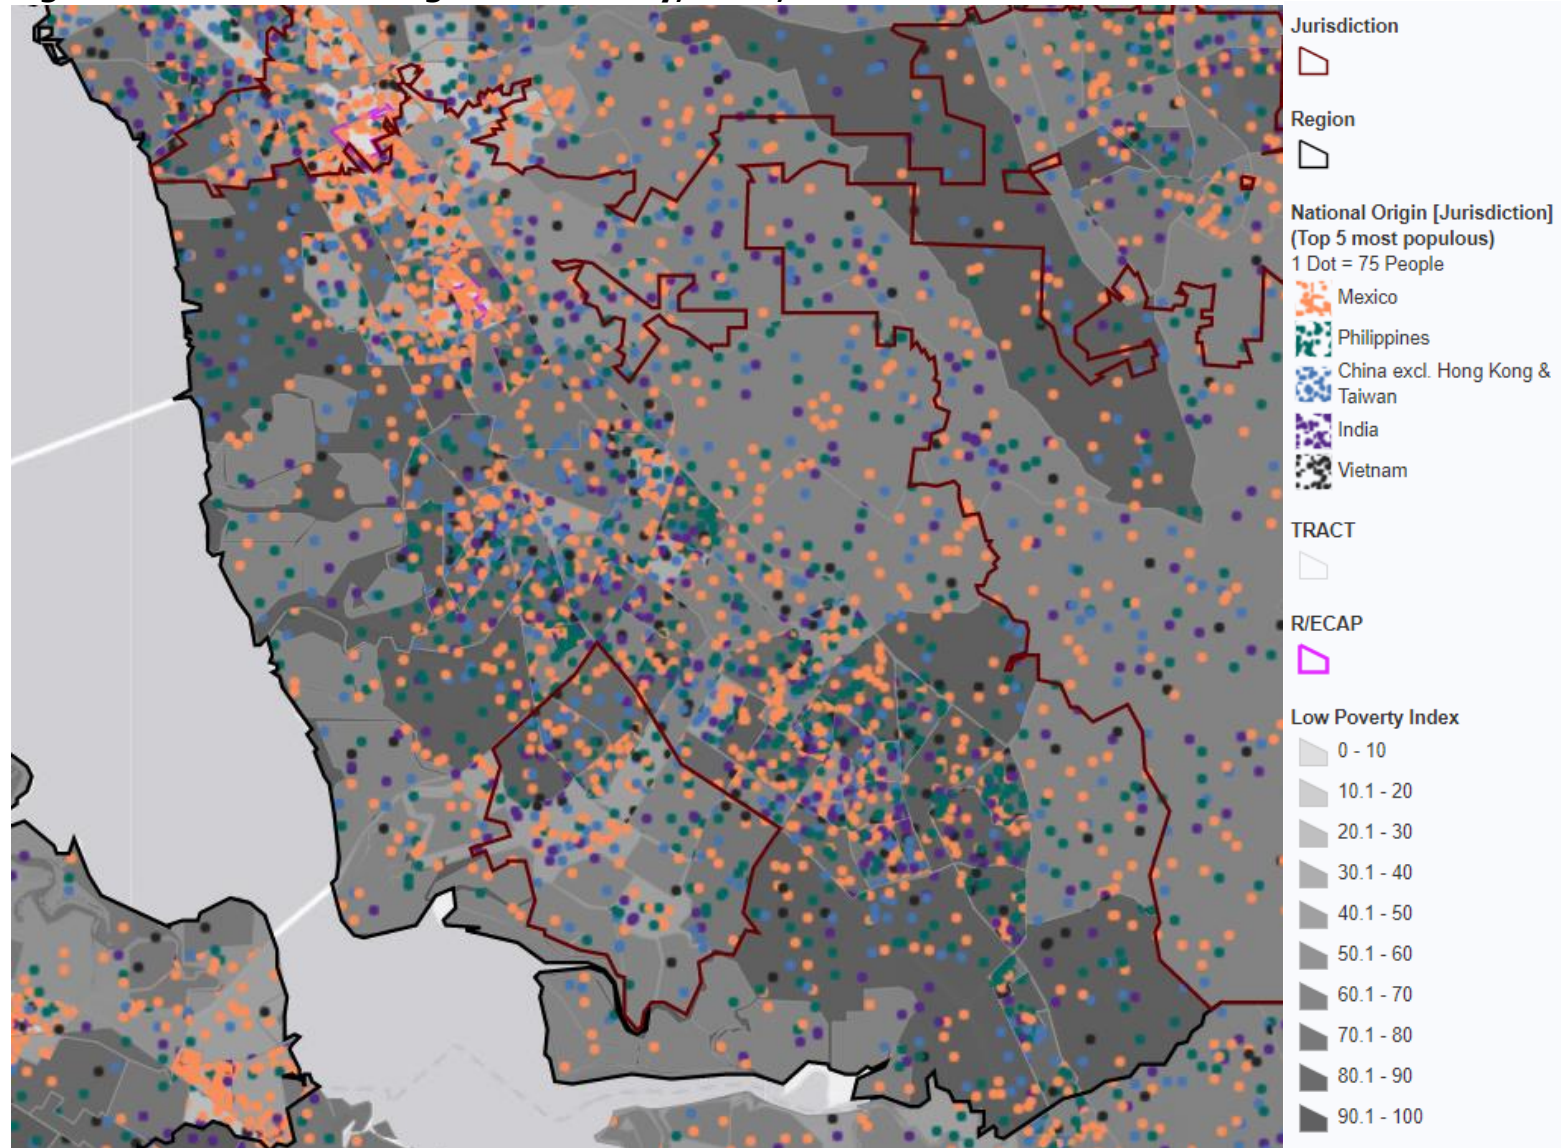 Jurisdiction
Region
National Origin [Jurisdiction]
(Top 5 most populous)
1 Dot = 75 People
Mexico
Philippines
China excl. Hong Kong &
Taiwan
India
Vietnam
TRACT
R/ECAP
Low Poverty Index
0 - 10
10.1 - 20
20.1 - 30
30.1 - 40
40.1 - 50
50.1 - 60
60.1 - 70
70.1 - 80
80.1 - 90
90.1 - 100